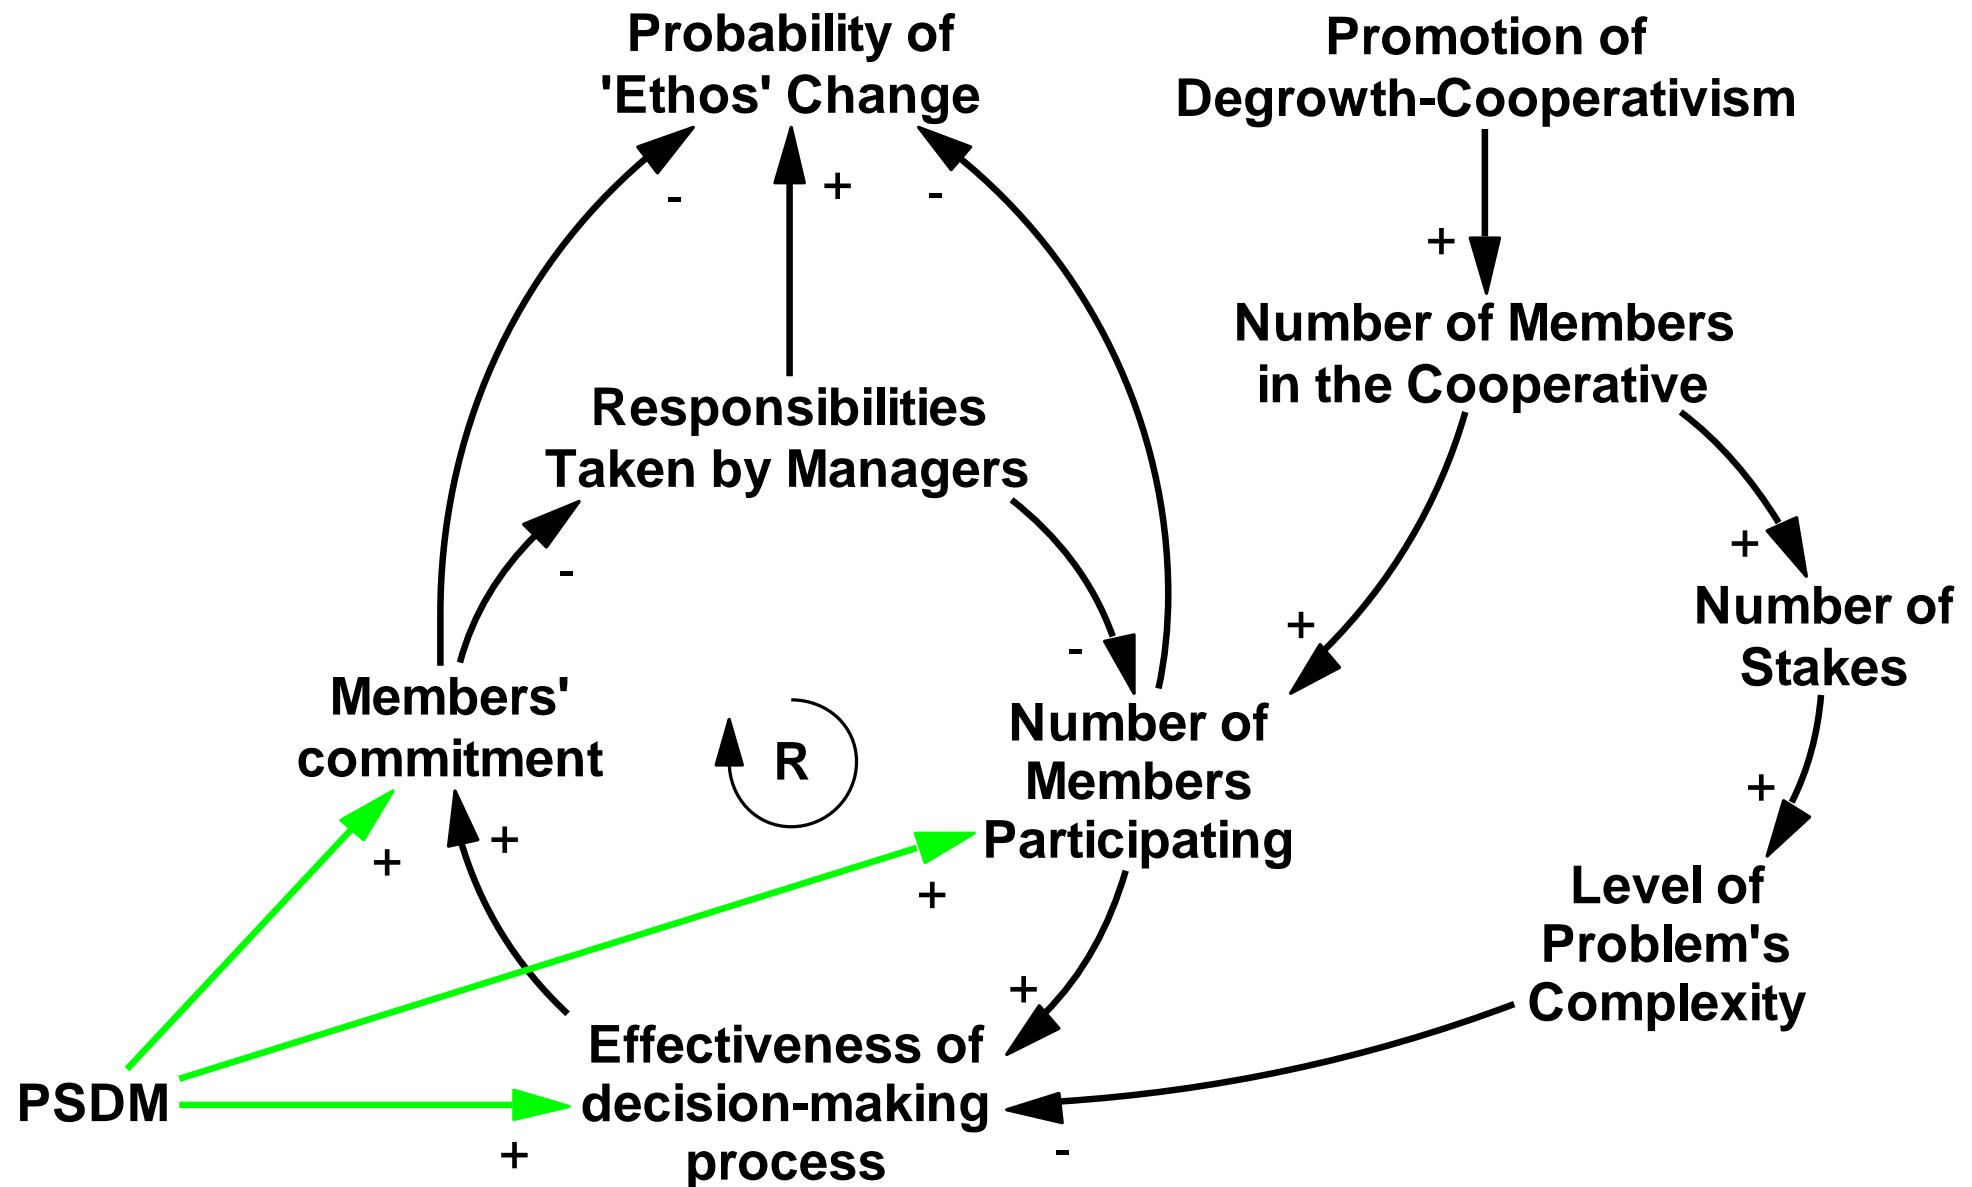 Probability of
'Ethos' Change
Promotion of
Degrowth-Cooperativism
-
+
-
+
Number of Members
in the Cooperative
Responsibilities
Taken by Managers
-
-
+
+
Number of
Stakes
Members'
commitment
R
Number of
Members
Participating
+
+
+
+
Level of
Problem's
Complexity
+
Effectiveness of
decision-making
process
PSDM
+
-